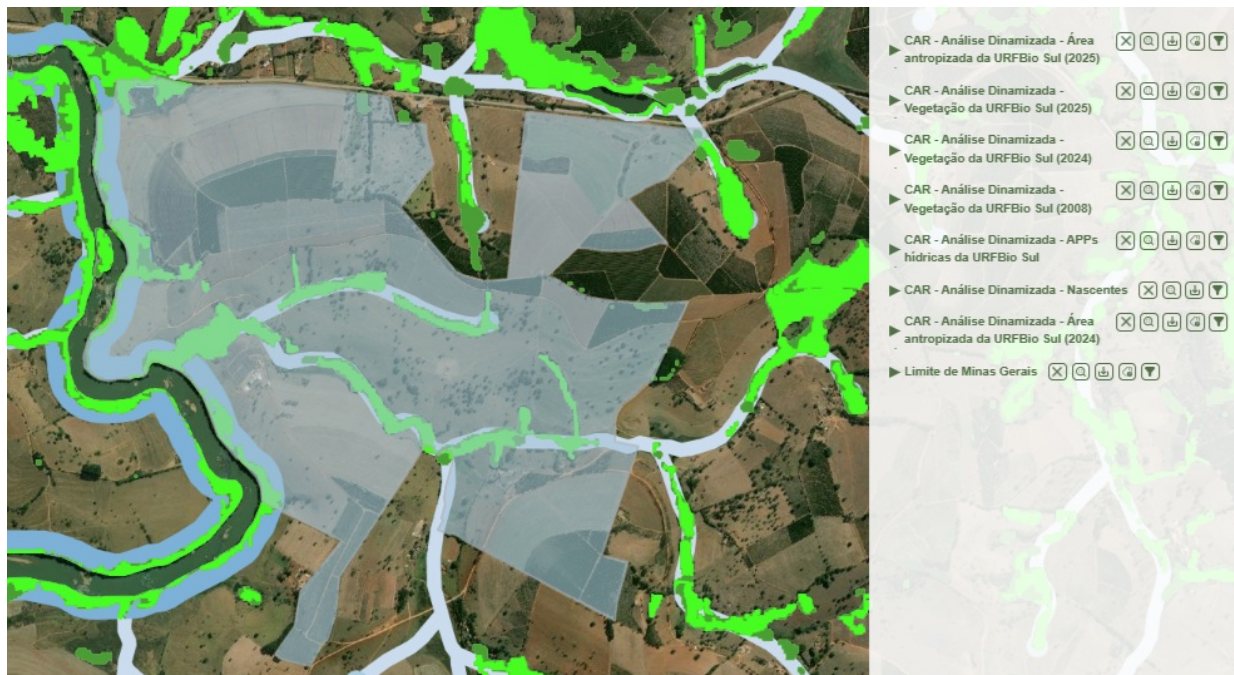 CAR - Análise Dinamizada - Área
antropizada da URFBio Sul (2025)
CAR - Análise Dinamizada -
Vegetação da URFBio Sul (2025)
CAR - Análise Dinamizada -
Vegetação da URFBio Sul (2024)
CAR - Análise Dinamizada -
Vegetação da URFBio Sul (2008)
CAR - Análise Dinamizada - APPs
hídricas da URFBio Sul
CAR - Análise Dinamizada - Nascentes
CAR - Análise Dinamizada - Área
antropizada da URFBio Sul (2024)
Limite de Minas Gerais